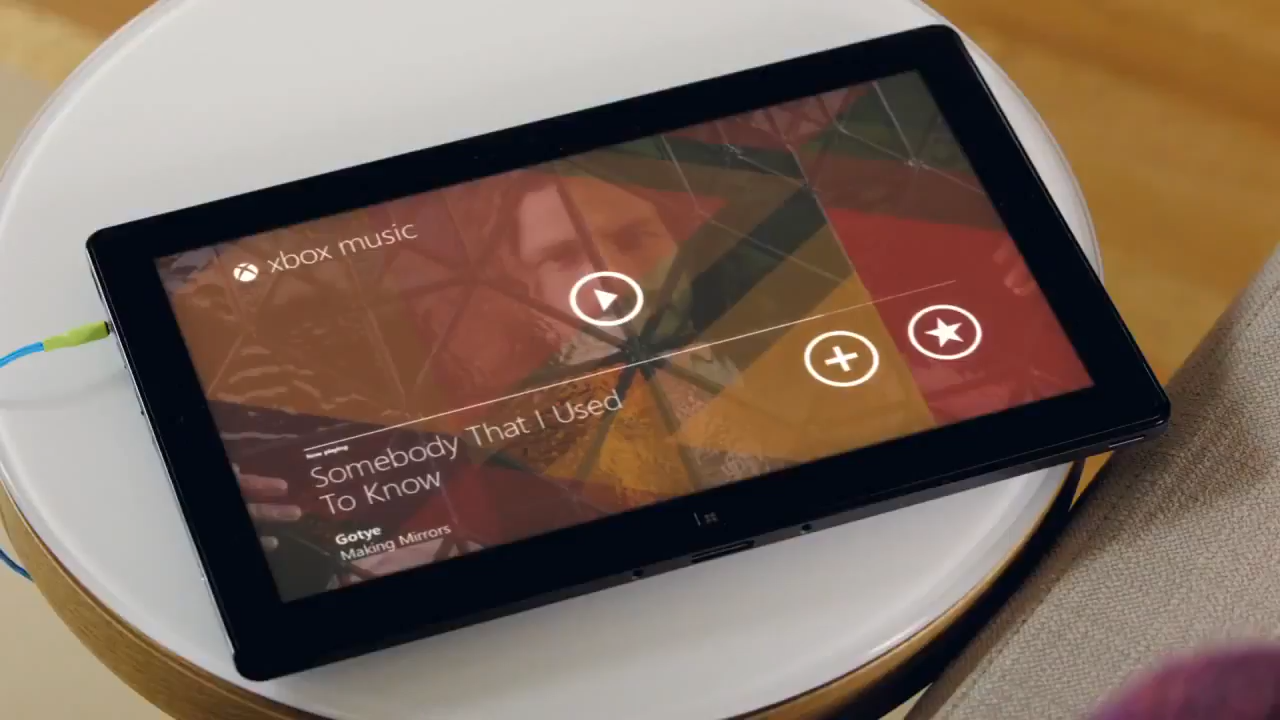 xbox music
Now playing
Somebody That I Used
To Know
Gotye
Making Mirrors